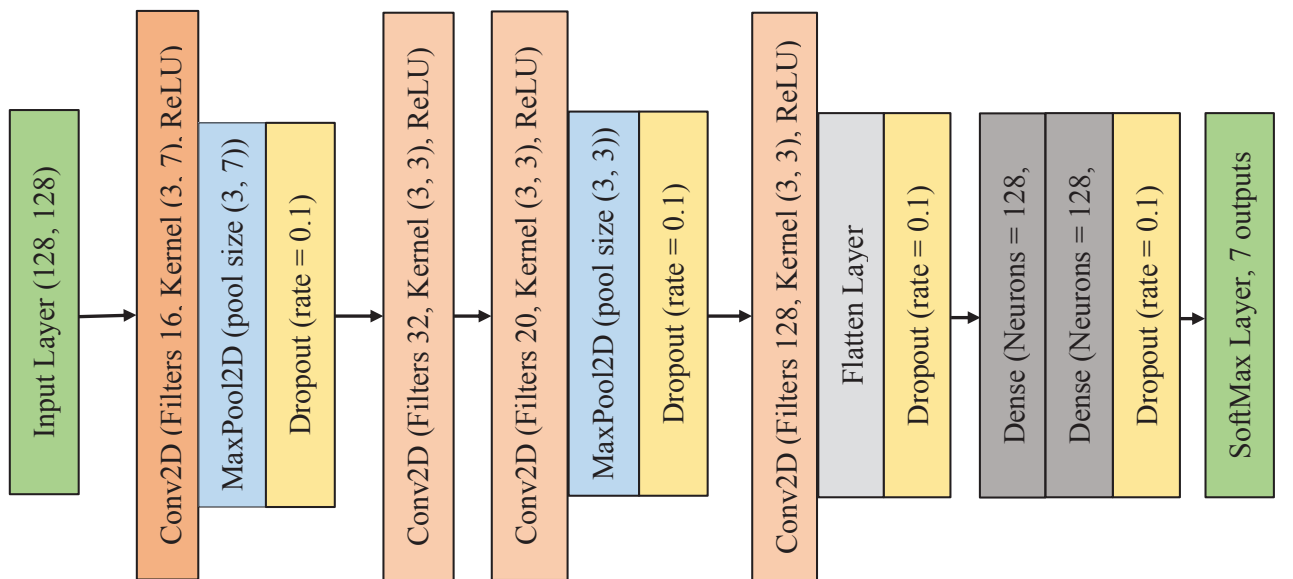 Input Layer (128, 128)
Conv2D (Filters 16, Kernel (3, 7), ReLU)
MaxPool2D (pool size (3, 7))
Dropout (rate = 0.1)
Conv2D (Filters 32, Kernel (3, 3), ReLU)
Conv2D (Filters 20, Kernel (3, 3), ReLU)
MaxPool2D (pool size (3, 3))
Dropout (rate = 0.1)
Conv2D (Filters 128, Kernel (3, 3), ReLU)
Flatten Layer
Dropout (rate = 0.1)
Dense (Neurons = 128,
Dense (Neurons = 128,
Dropout (rate = 0.1)
SoftMax Layer, 7 outputs